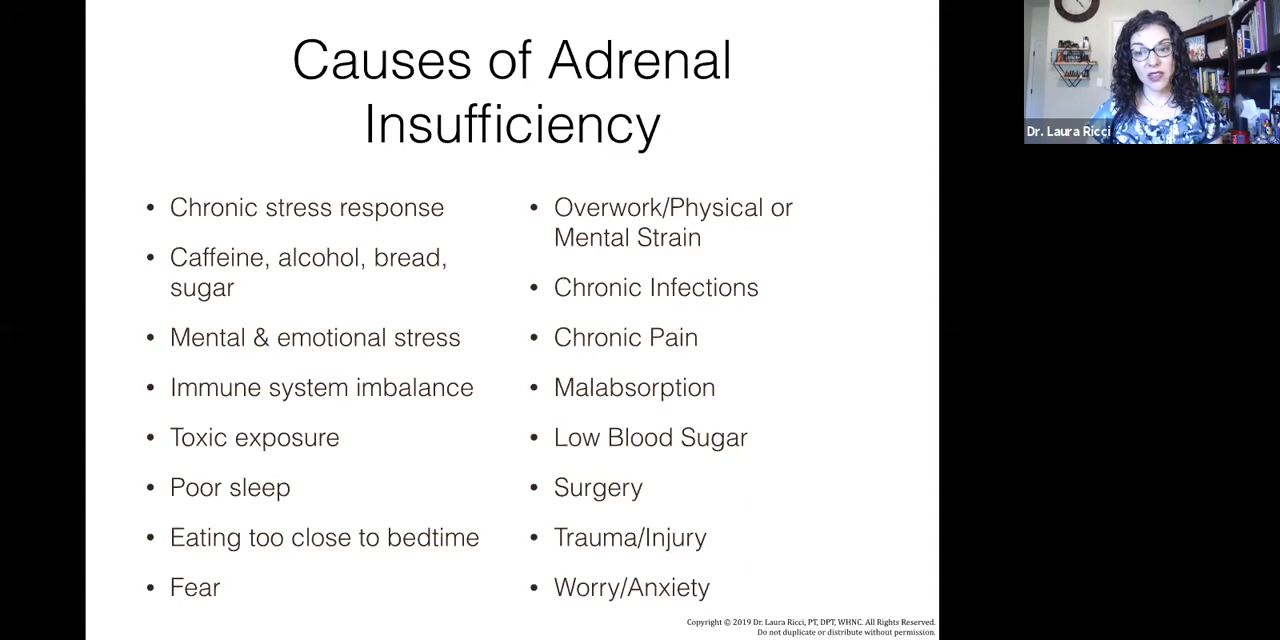 Causes of Adrenal
Insufficiency
• Chronic stress response
• Caffeine, alcohol, bread,
sugar
• Mental & emotional stress
• Immune system imbalance
• Toxic exposure
• Poor sleep
• Eating too close to bedtime
• Fear
• Overwork/Physical or
Mental Strain
• Chronic Infections
• Chronic Pain
• Malabsorption
• Low Blood Sugar
• Surgery
• Trauma/Injury
• Worry/Anxiety
Copyright © 2019 Dr. Laura Ricci, PT, DPT, WHNC. All Rights Reserved.
Do not duplicate or distribute without permission.
Dr. Laura Ricci